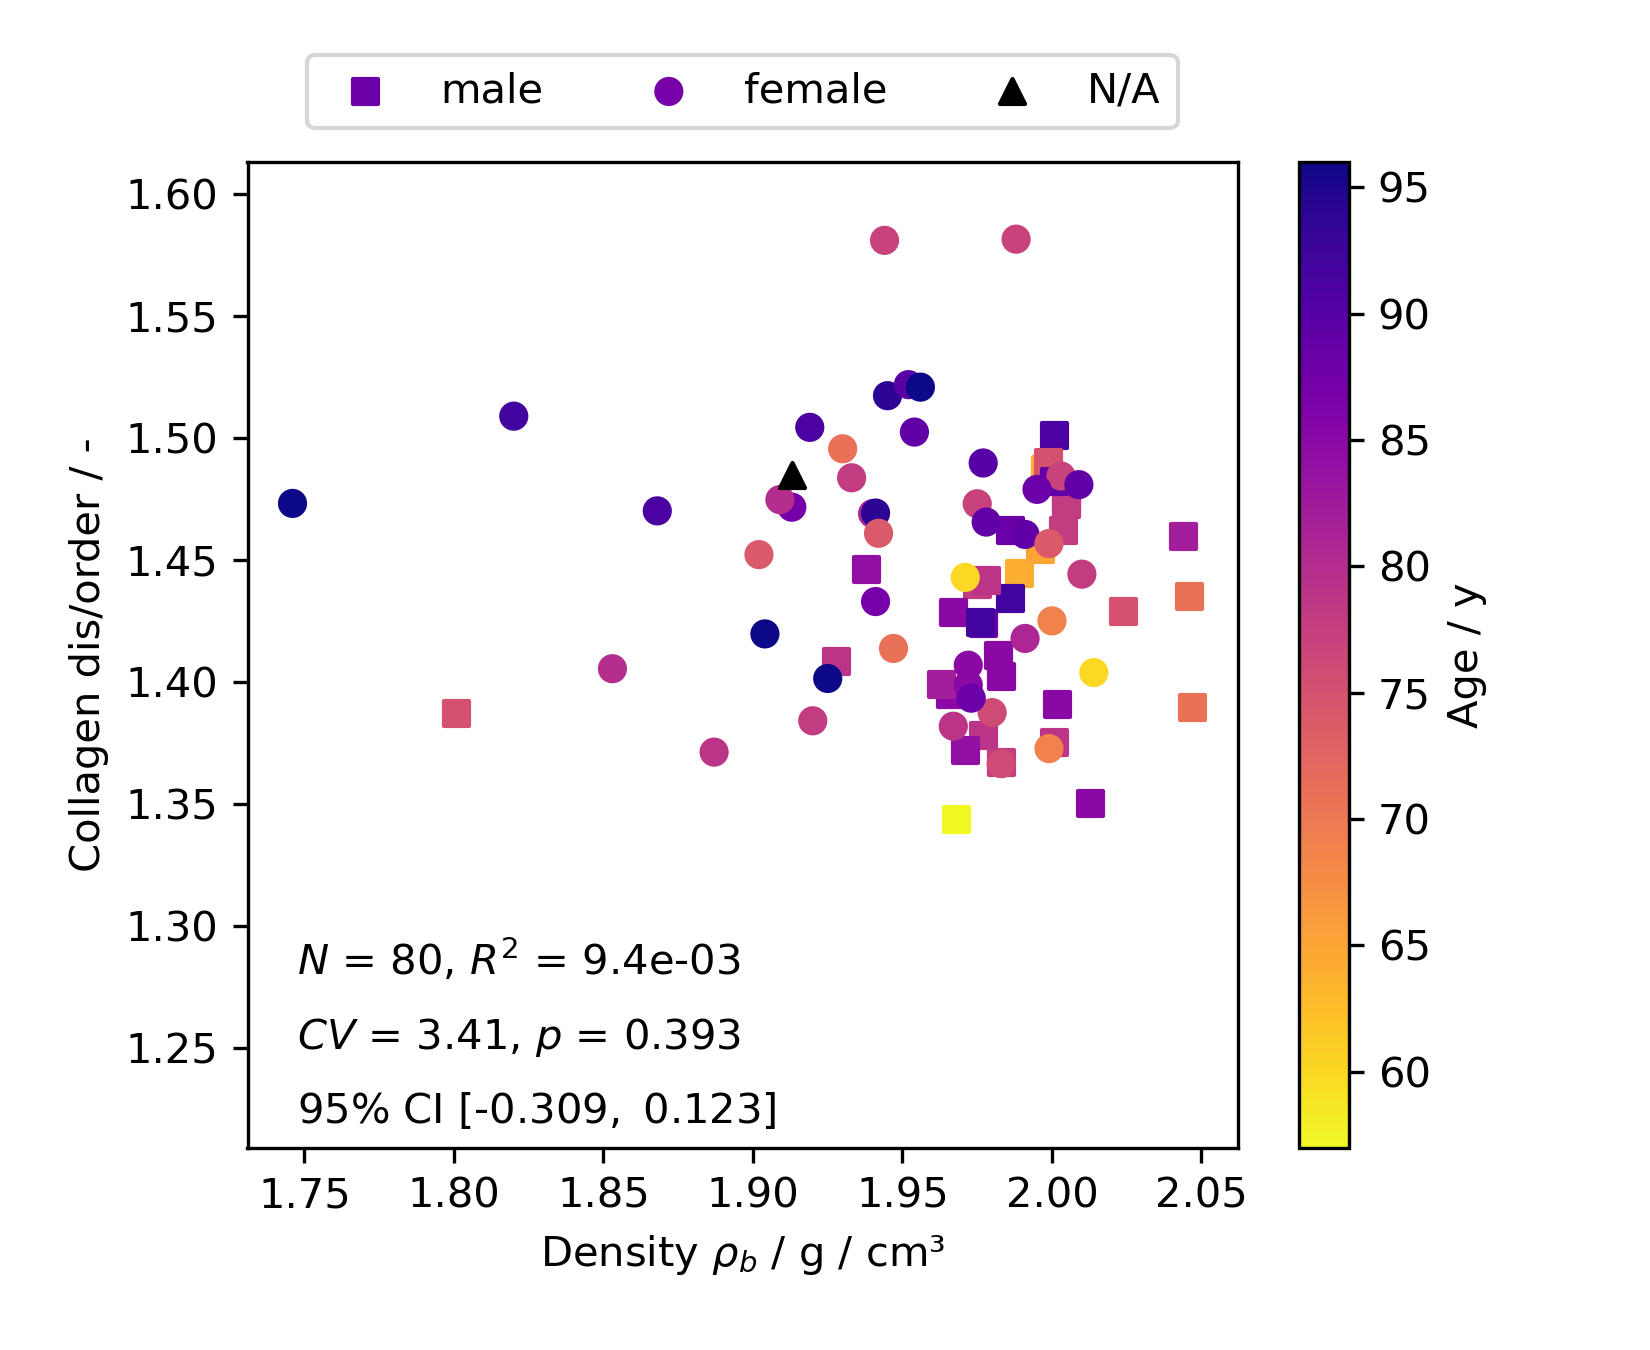 male female N/A
1.60
1.55
1.50
1.45
1.40
1.35
1.30
1.25
Collagen dis/order / -
N = 80, R² = 9.4e-03
CV = 3.41, p = 0.393
95% CI [-0.309, 0.123]
1.75 1.80 1.85 1.90 1.95 2.00 2.05
Density ρ_b / g / cm³
95
90
85
80
75
70
65
60
Age / y